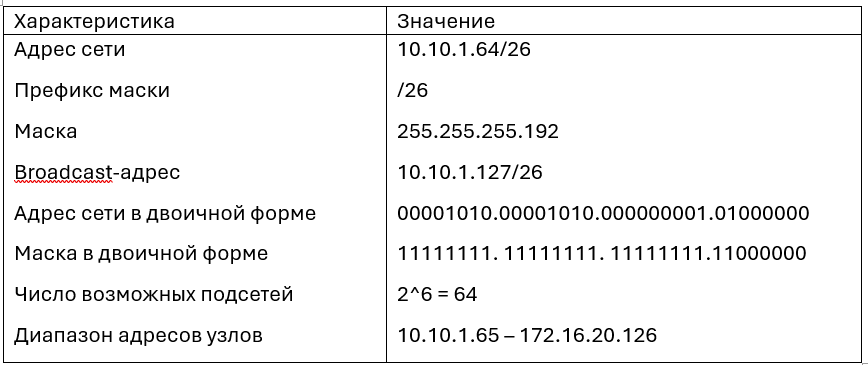 Характеристика Значение
Адрес сети 10.10.1.64/26
Префикс маски /26
Маска 255.255.255.192
Broadcast-адрес 10.10.1.127/26
Адрес сети в двоичной форме 00001010.00001010.000000001.01000000
Маска в двоичной форме 11111111. 11111111. 11111111.11000000
Число возможных подсетей 2^6 = 64
Диапазон адресов узлов 10.10.1.65 – 172.16.20.126